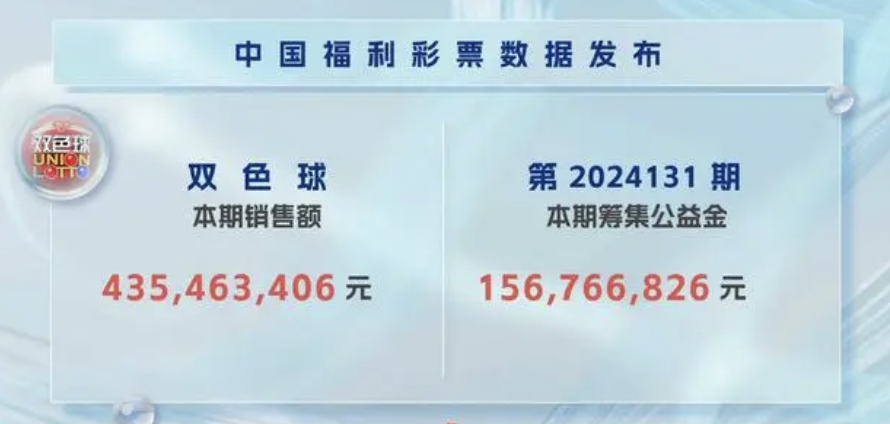 中国福利彩票数据发布
双色球
UNION
LOTTO
双色球
本期销售额
435,463,406 元
第 2024131 期
本期筹集公益金
156,766,826 元